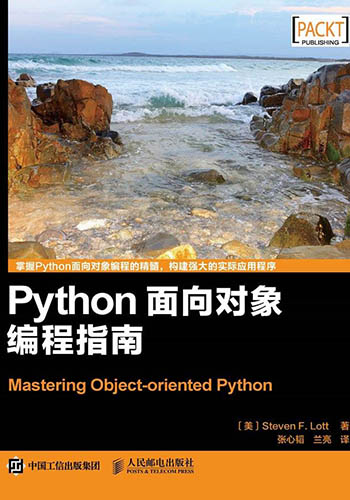 PACKT
PUBLISHING
掌握Python面向对象编程的精髓，构建强大的实际应用程序
Python 面向对象
编程指南
Mastering Object-oriented Python
［美］Steven F. Lott 著
张心韬 兰亮 译
中国工信出版集团
人民邮电出版社
POSTS & TELECOM PRESS